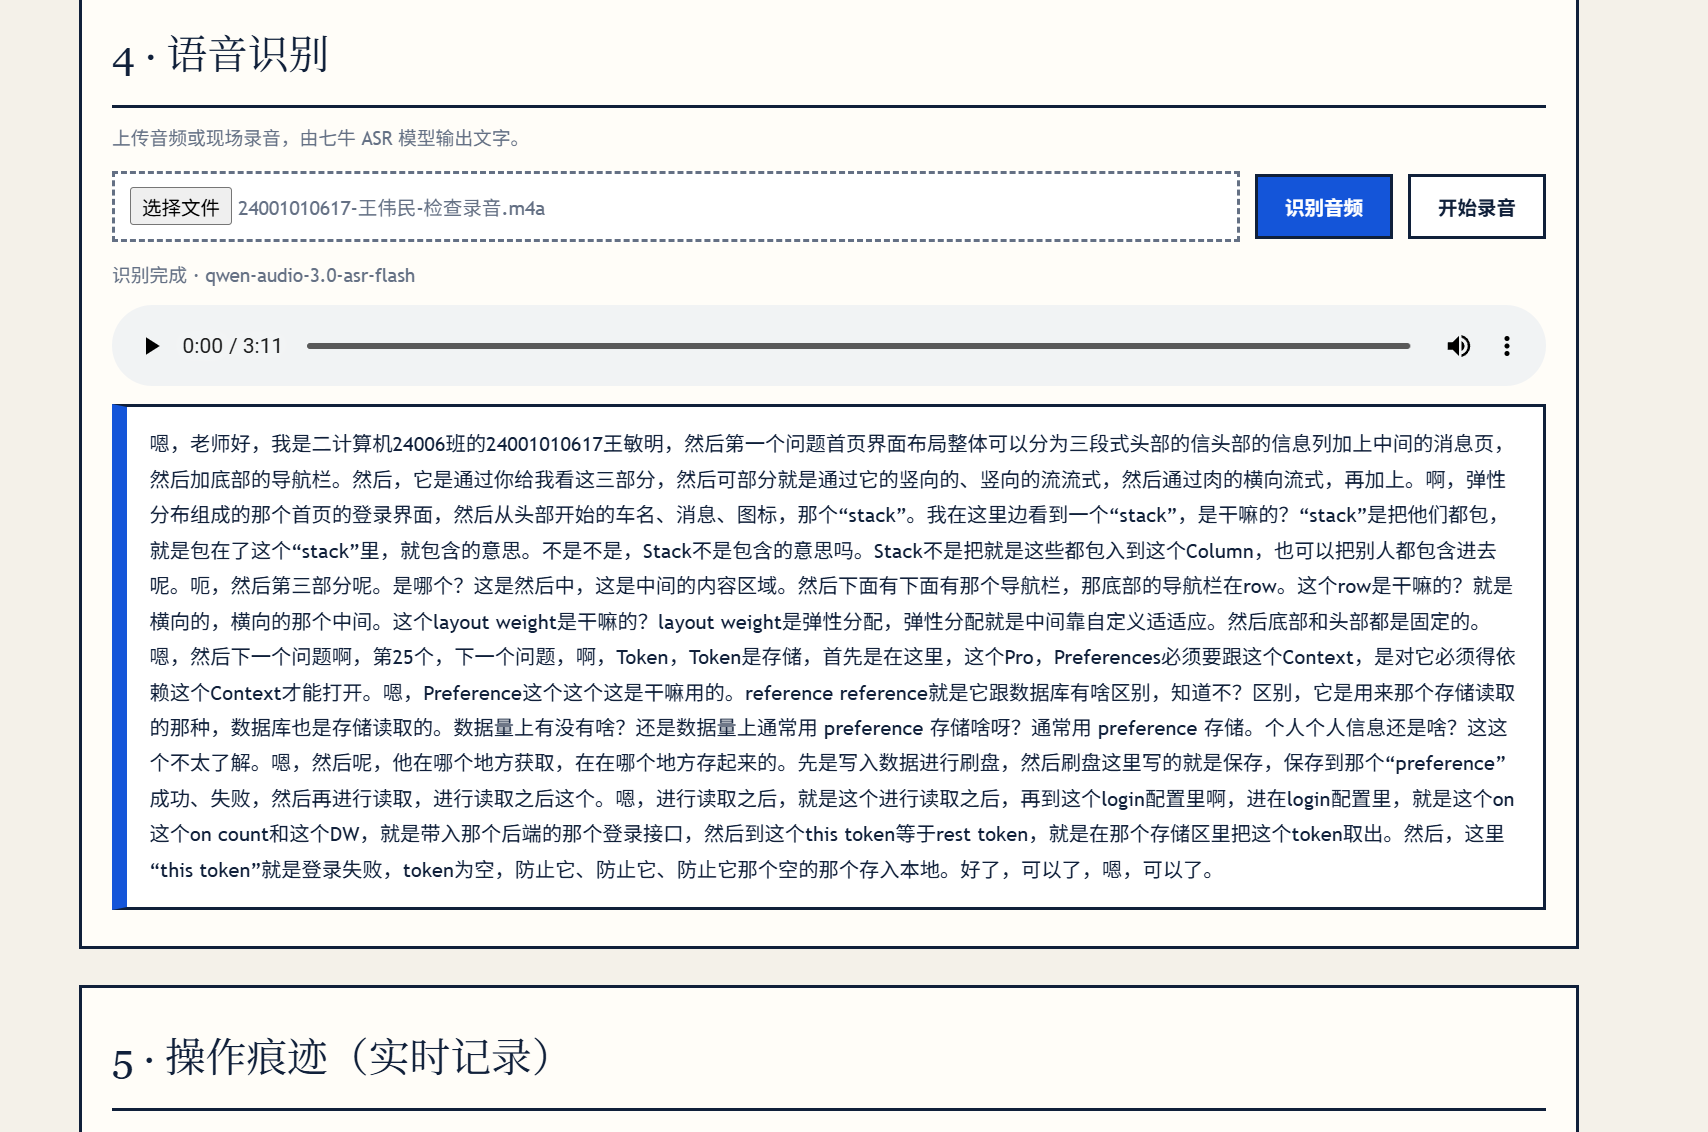 4 · 语音识别
上传音频或现场录音，由七牛 ASR 模型输出文字。
选择文件 24001010617-王伟民-检查录音.m4a
识别音频
开始录音
识别完成 · qwen-audio-3.0-asr-flash
0:00 / 3:11
嗯，老师好，我是二计算机24006班的24001010617王敏明，然后第一个问题首页界面布局整体可以分为三段式头部的信头部的信息列加上中间的消息页，
然后加底部的导航栏。然后，它是通过你给我看这三部分，然后可部分就是通过它的竖向的、竖向的流流式，然后通过肉的横向流式，再加上。啊，弹性
分布组成的那个首页的登录界面，然后从头部开始的车名、消息、图标，那个“stack”。我在这里边看到一个“stack”，是干嘛的？“stack”是把他们都包，
就是包在了这个“stack”里，就包含的意思。不是不是，Stack不是包含的意思吗。Stack不是把就是这些都包入到这个Column，也可以把别人都包含进去
呢。呃，然后第三部分呢。是哪个？这是然后中，这是中间的内容区域。然后下面有下面有那个导航栏，那底部的导航栏在row。这个row是干嘛的？就是
横向的，横向的那个中间。这个layout weight是干嘛的？layout weight是弹性分配，弹性分配就是中间靠自定义适适应。然后底部和头部都是固定的。
嗯，然后下一个问题啊，第25个，下一个问题，啊，Token，Token是存储，首先是在这里，这个Pro，Preferences必须要跟这个Context，是对它必须得依
赖这个Context才能打开。嗯，Preference这个这个这是干嘛用的。reference reference就是它跟数据库有啥区别，知道不？区别，它是用来那个存储读取
的那种，数据库也是存储读取的。数据量上有没有啥？还是数据量上通常用 preference 存储啥呀？通常用 preference 存储。个人个人信息还是啥？这这
个不太了解。嗯，然后呢，他在哪个地方获取，在在哪个地方存起来的。先是写入数据进行刷盘，然后刷盘这里写的就是保存，保存到那个“preference”
成功、失败，然后再进行读取，进行读取之后这个。嗯，进行读取之后，就是这个进行读取之后，再到这个login配置里啊，进在login配置里，就是这个on
这个on count和这个DW，就是带入那个后端的那个登录接口，然后到这个this token等于rest token，就是在那个存储区里把这个token取出。然后，这里
“this token”就是登录失败，token为空，防止它、防止它、防止它那个空的那个存入本地。好了，可以了，嗯，可以了。
5 · 操作痕迹（实时记录）